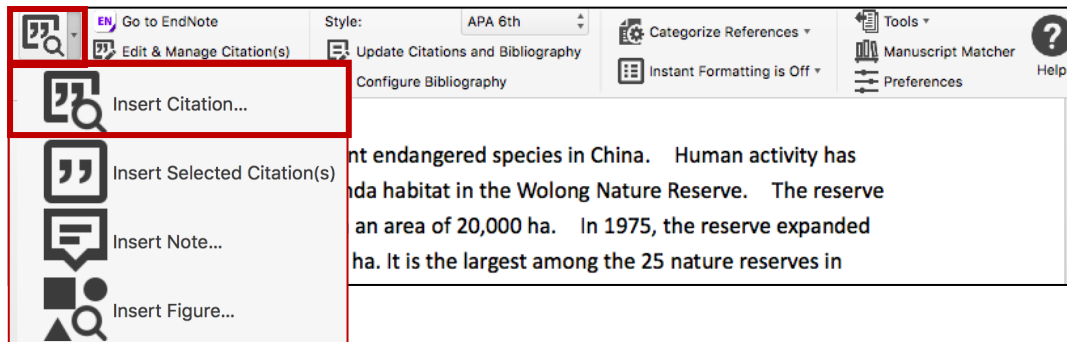 Go to EndNote
Edit & Manage Citation(s)
Style: APA 6th
Update Citations and Bibliography
Configure Bibliography
Categorize References
Instant Formatting is Off
Tools
Manuscript Matcher
Preferences
Help
Insert Citation...
Insert Selected Citation(s)
Insert Note...
Insert Figure...
endangered species in China. Human activity has
habitat in the Wolong Nature Reserve. The reserve
an area of 20,000 ha. In 1975, the reserve expanded
ha. It is the largest among the 25 nature reserves in